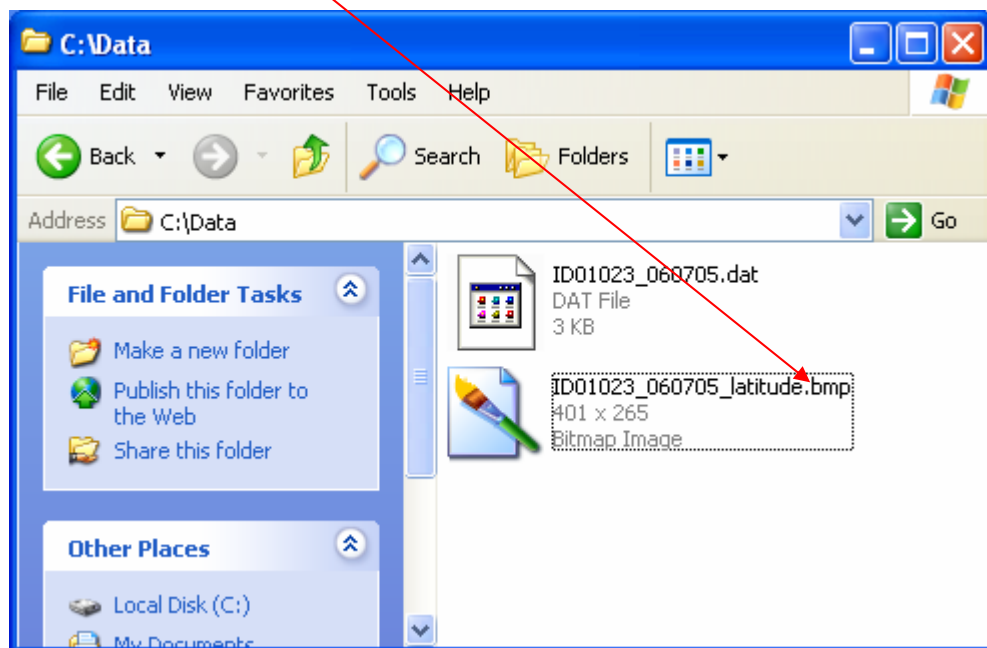 C:\Data
File Edit View Favorites Tools Help
Back Search Folders
Address C:\Data Go
File and Folder Tasks
Make a new folder
Publish this folder to
the Web
Share this folder
Other Places
Local Disk (C:)
My Documents
ID01023_060705.dat
DAT File
3 KB
ID01023_060705_latitude.bmp
401 x 265
Bitmap Image